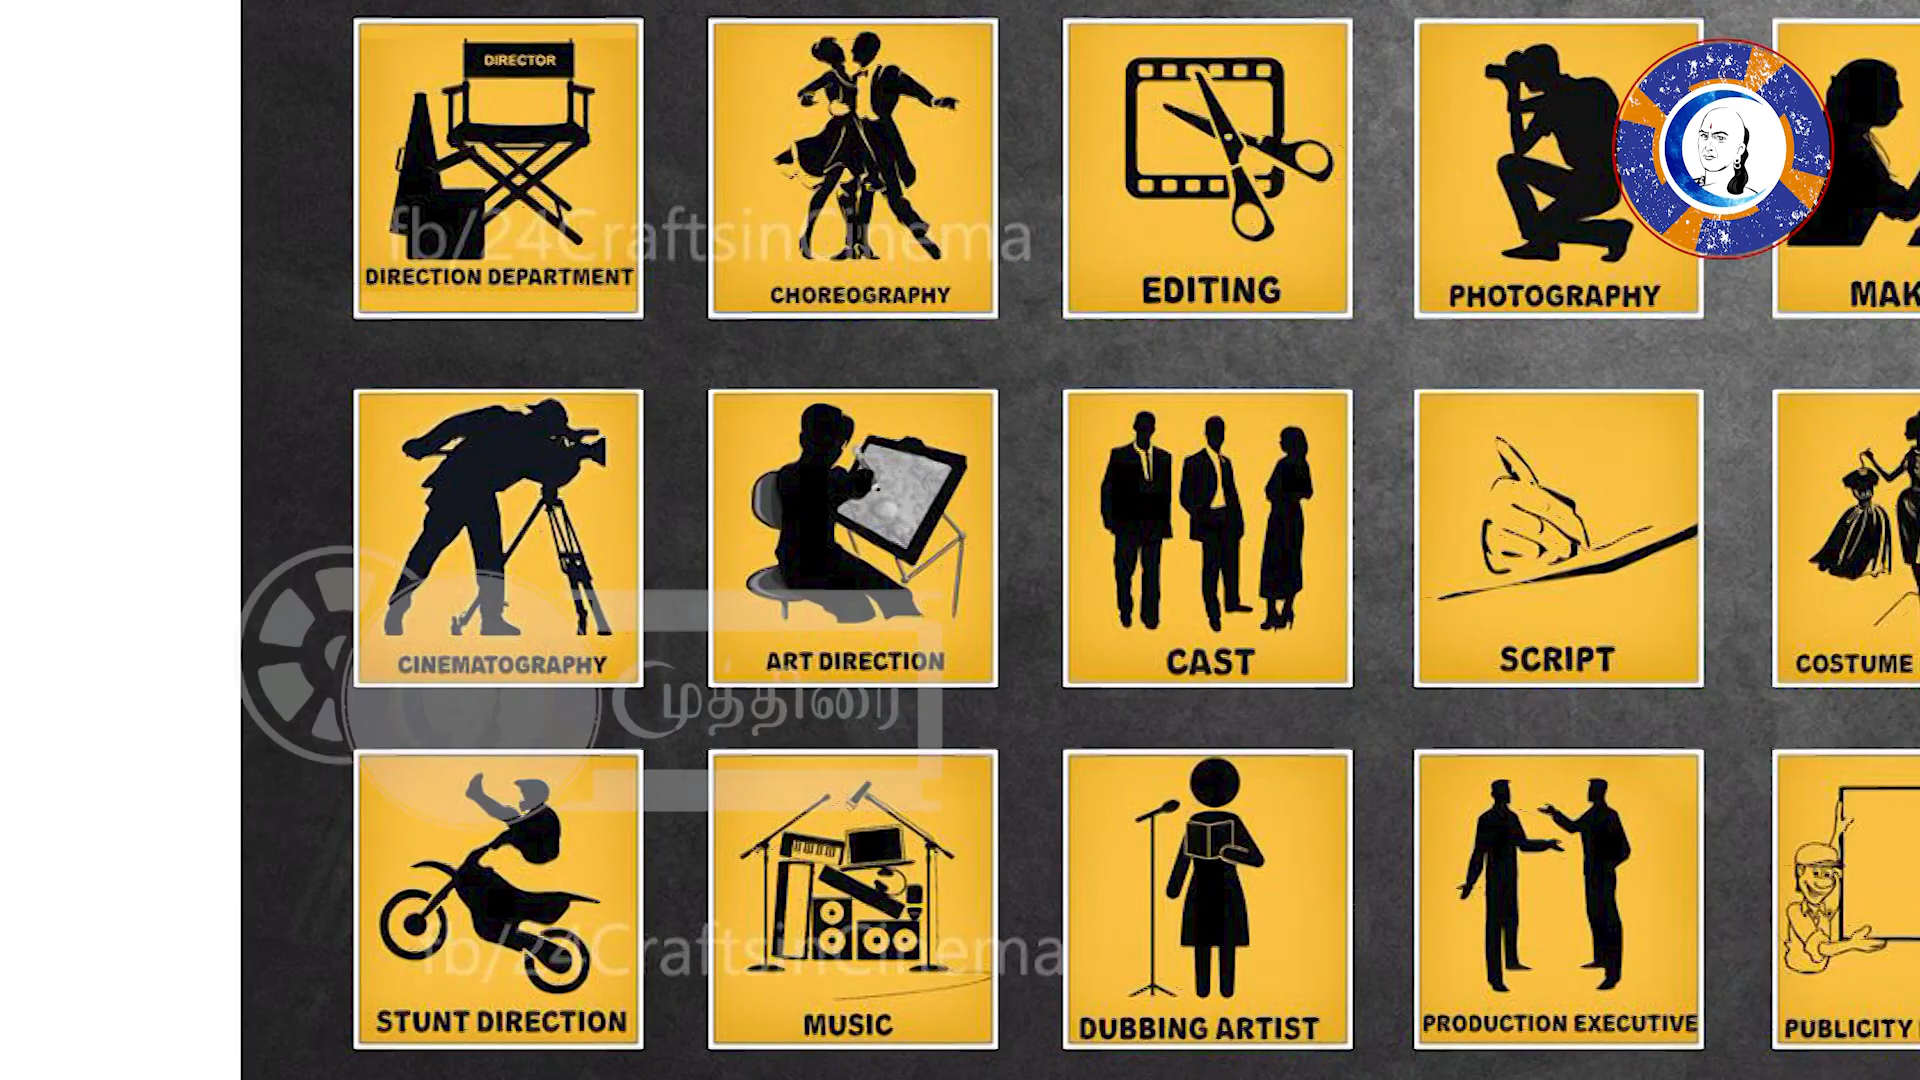 DIRECTOR
DIRECTION DEPARTMENT
CHOREOGRAPHY
EDITING
PHOTOGRAPHY
MAK
fb/24CraftsinCinema
CINEMATOGRAPHY
ART DIRECTION
CAST
SCRIPT
COSTUME
முத்திரை
STUNT DIRECTION
MUSIC
DUBBING ARTIST
PRODUCTION EXECUTIVE
PUBLICITY
fb/24CraftsinCinema